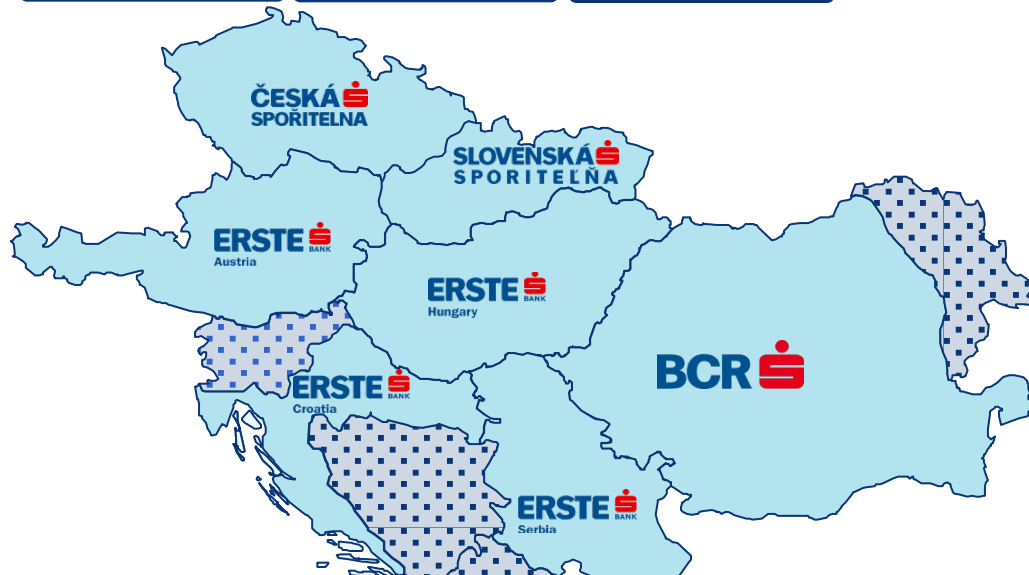 ČESKÁ
SPOŘITELNA
SLOVENSKÁ
SPORITEĽŇA
ERSTE BANK
Austria
ERSTE BANK
Hungary
BCR
ERSTE BANK
Croatia
ERSTE BANK
Serbia